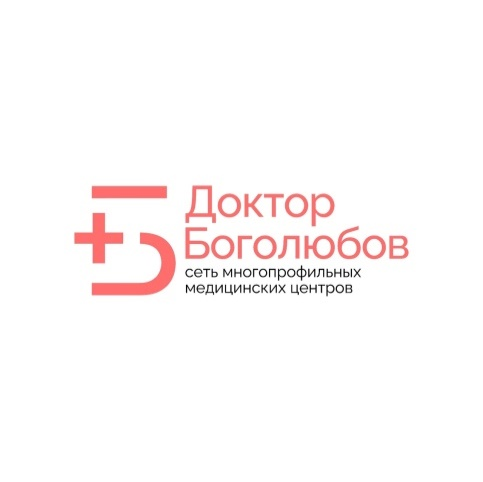 Доктор
Боголюбов
сеть многопрофильных
медицинских центров